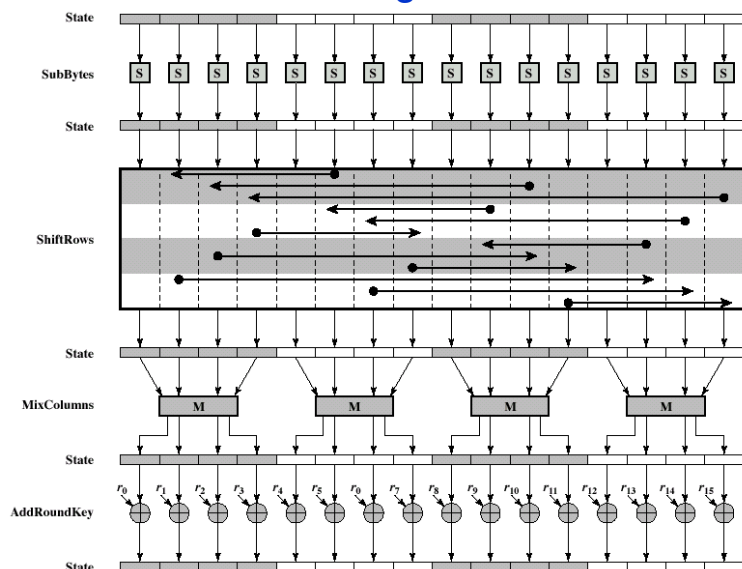 g
State
SubBytes S S S S S S S S S S S S S S S S
State
ShiftRows
State
MixColumns M M M M
State
r0 r1 r2 r3 r4 r5 r0 r7 r8 r9 r10 r11 r12 r13 r14 r15
AddRoundKey
State